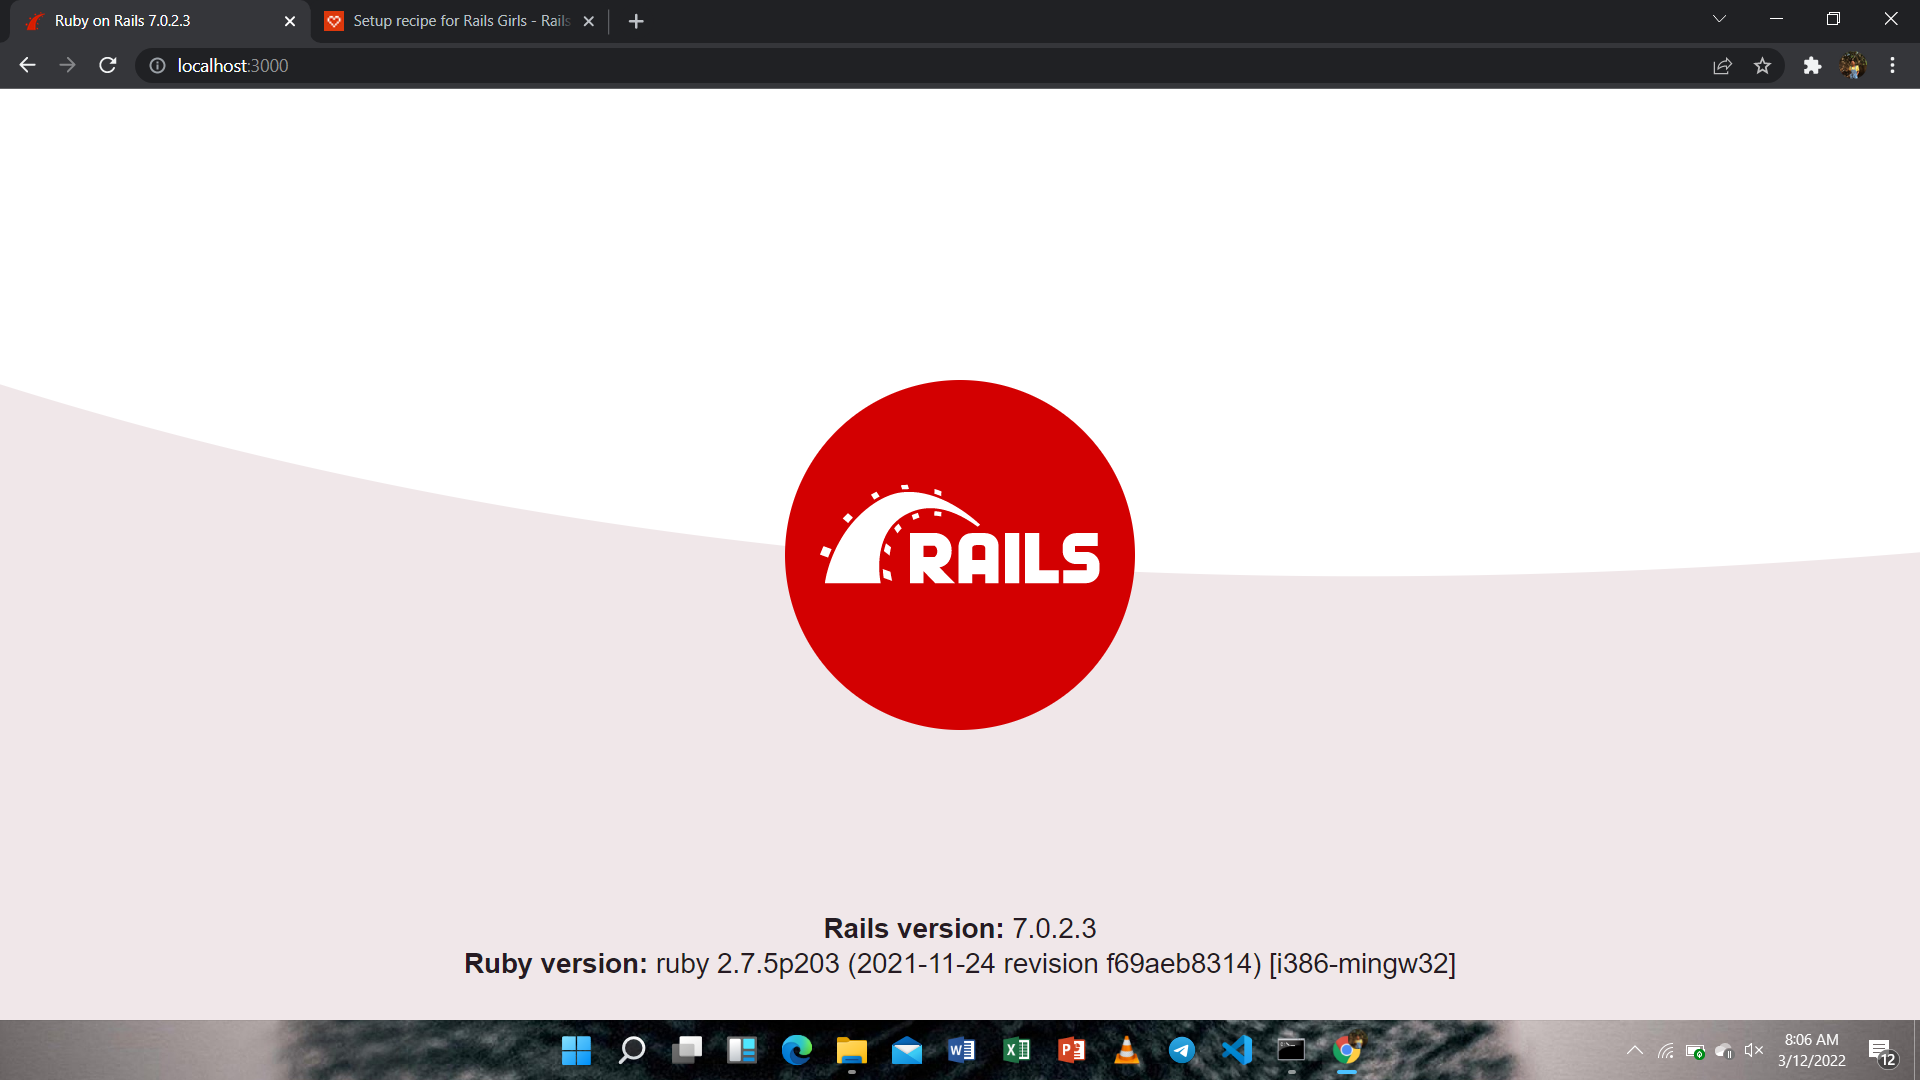 Ruby on Rails 7.0.2.3
Setup recipe for Rails Girls - Rails
localhost:3000
RAILS
Rails version: 7.0.2.3
Ruby version: ruby 2.7.5p203 (2021-11-24 revision f69aeb8314) [i386-mingw32]
8:06 AM
3/12/2022
12